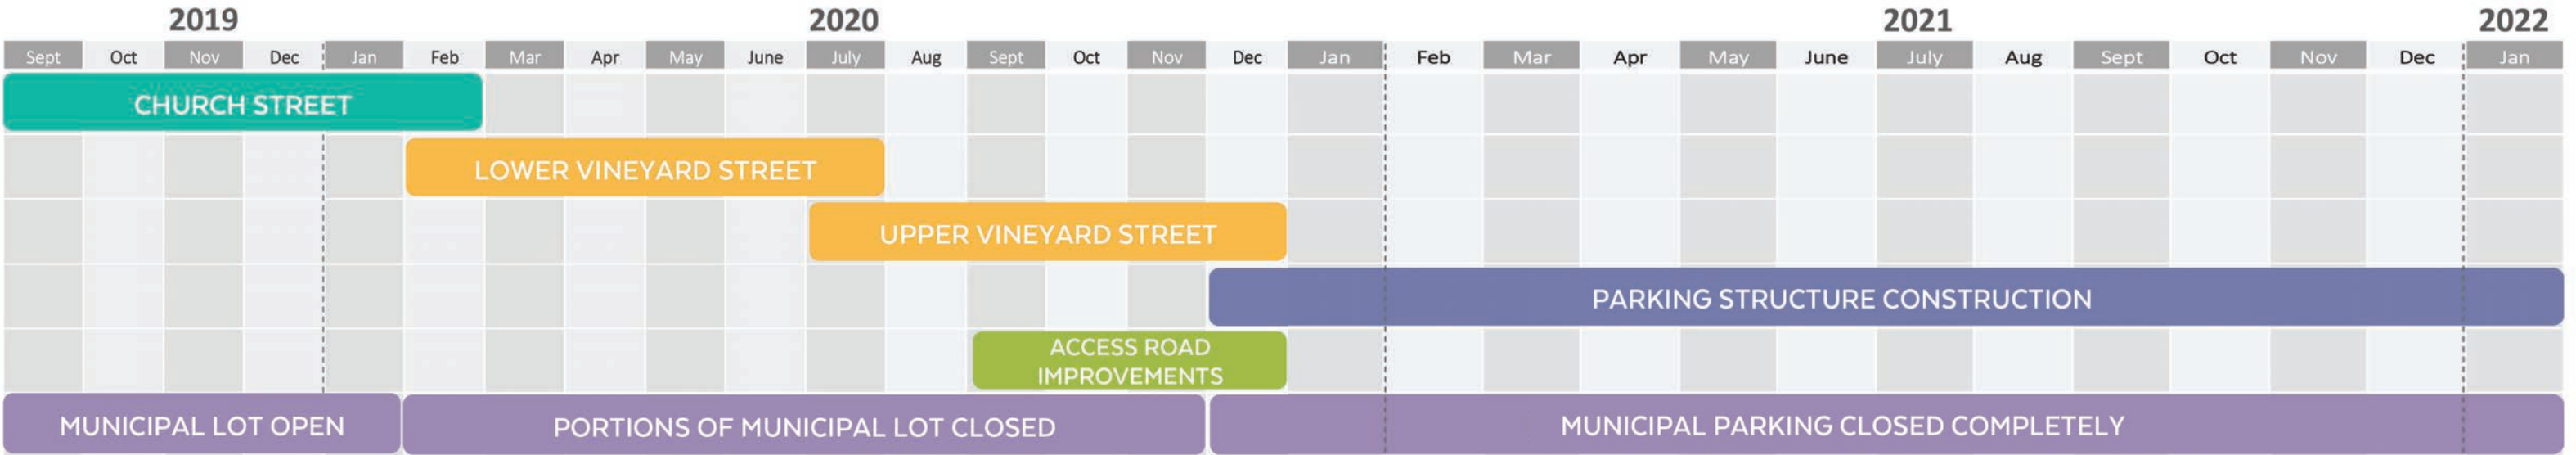 2019 2020 2021 2022
Sept Oct Nov Dec Jan Feb Mar Apr May June July Aug Sept Oct Nov Dec Jan Feb Mar Apr May June July Aug Sept Oct Nov Dec Jan
CHURCH STREET
LOWER VINEYARD STREET
UPPER VINEYARD STREET
PARKING STRUCTURE CONSTRUCTION
ACCESS ROAD
IMPROVEMENTS
MUNICIPAL LOT OPEN PORTIONS OF MUNICIPAL LOT CLOSED MUNICIPAL PARKING CLOSED COMPLETELY